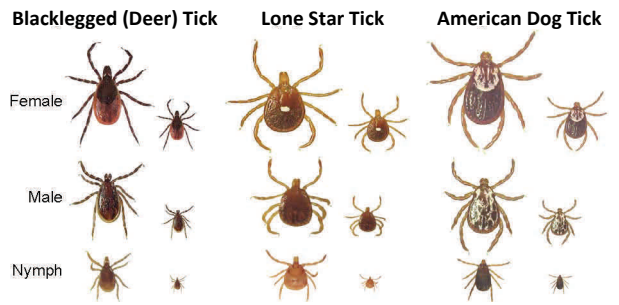 Blacklegged (Deer) Tick Lone Star Tick American Dog Tick
Female
Male
Nymph